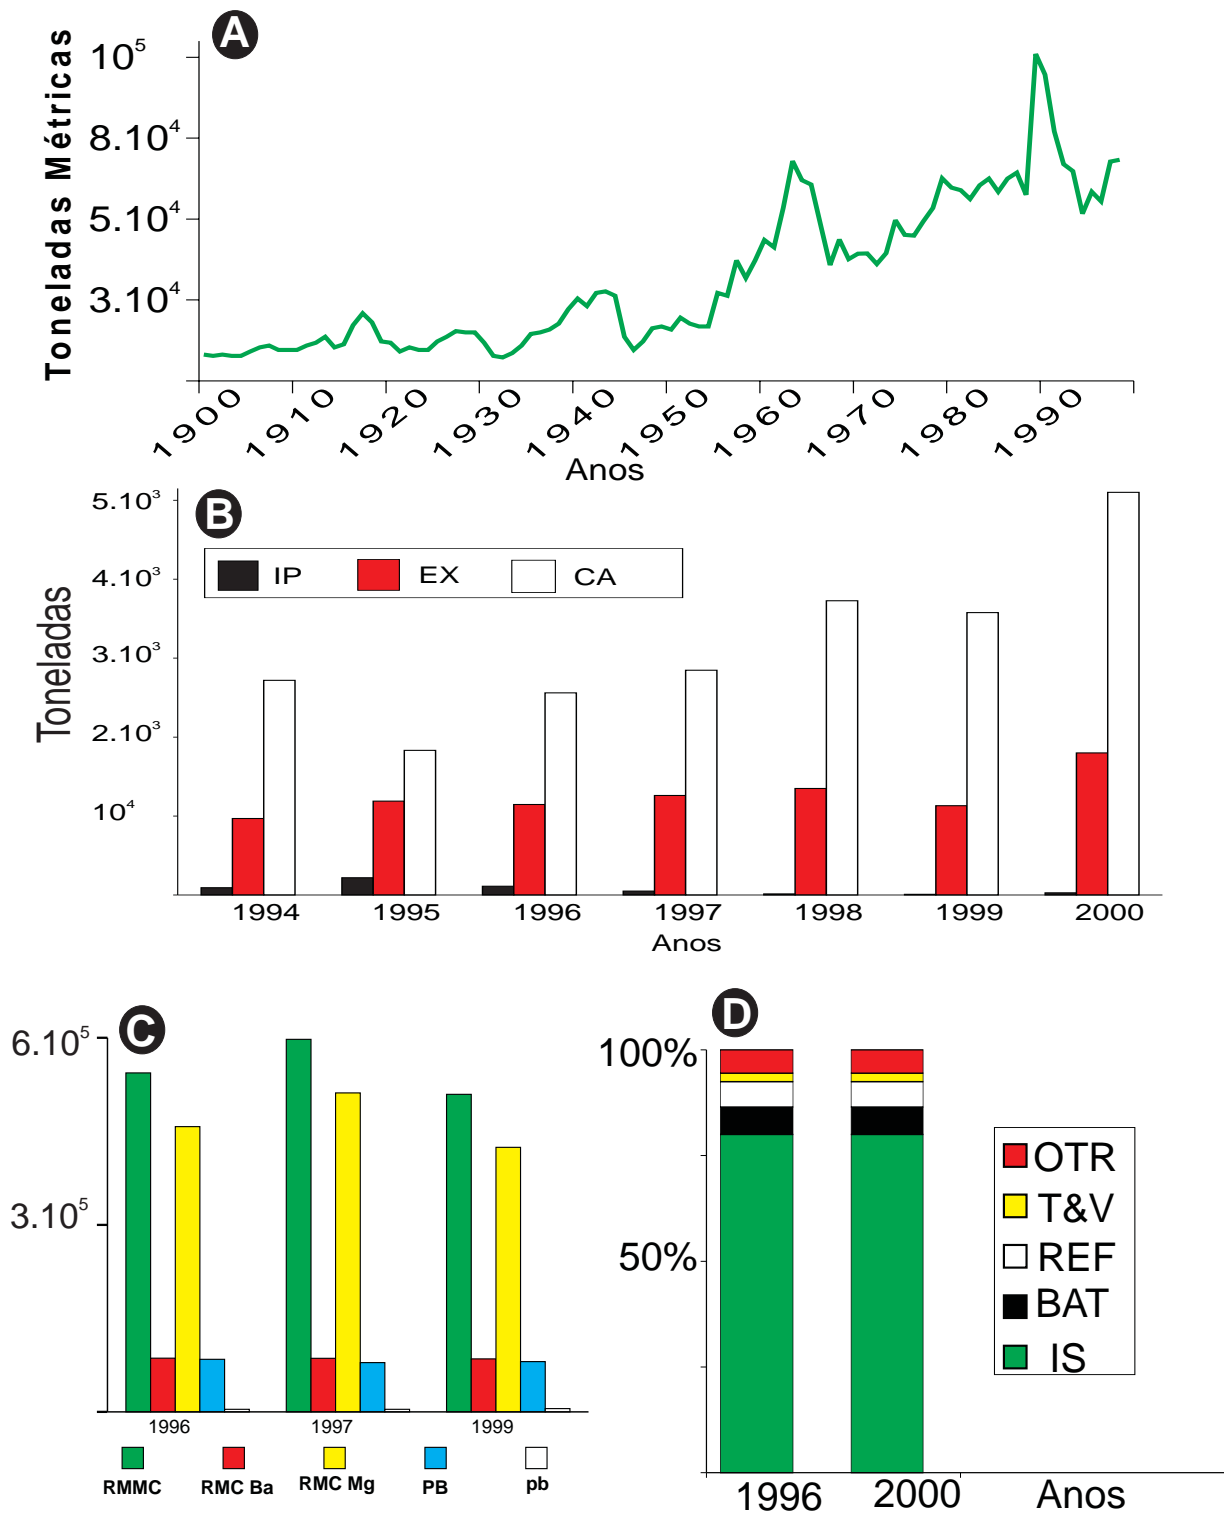 A
Toneladas Métricas
10⁵
8.10⁴
5.10⁴
3.10⁴
1900 1910 1920 1930 1940 1950 1960 1970 1980 1990
Anos
B
Toneladas
5.10³
4.10³
3.10³
2.10³
10⁴
IP EX CA
1994 1995 1996 1997 1998 1999 2000
Anos
C
6.10⁵
3.10⁵
1996 1997 1999
RMMC RMC Ba RMC Mg PB pb
D
100%
50%
OTR
T&V
REF
BAT
IS
1996 2000 Anos